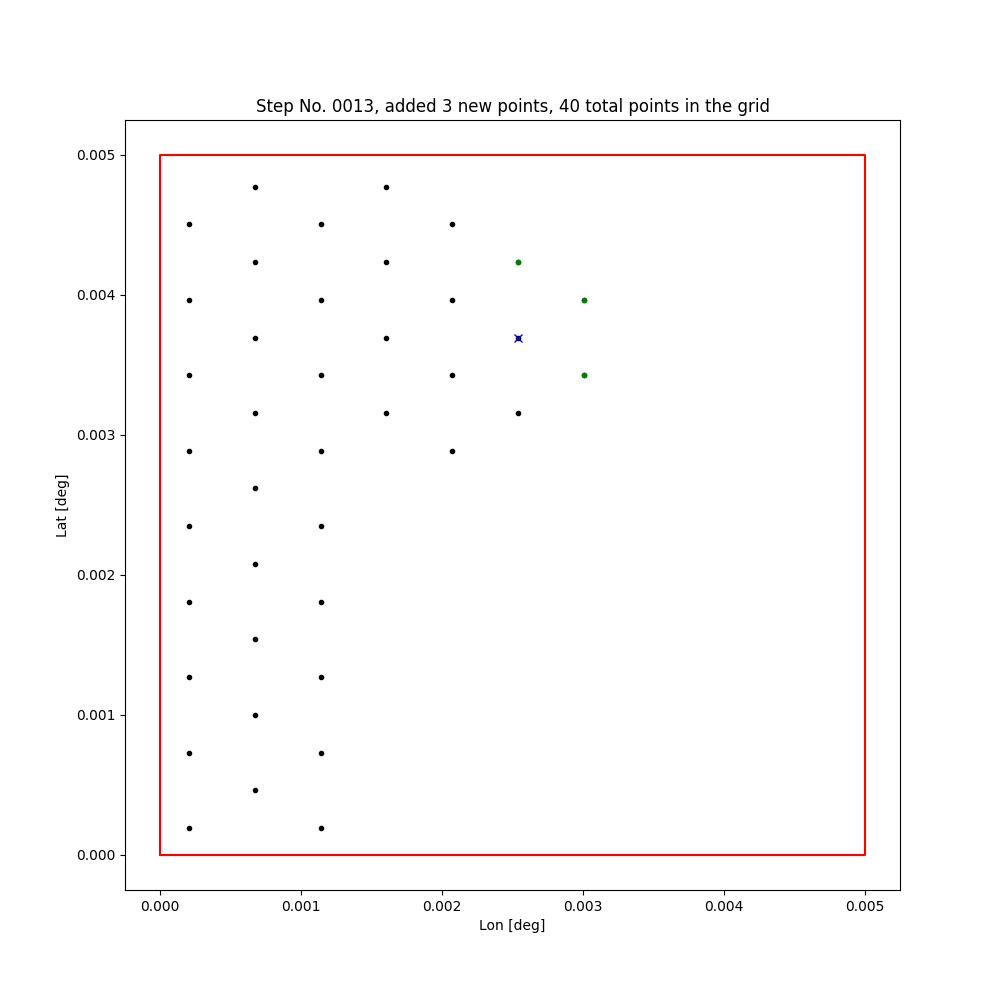 Step No. 0013, added 3 new points, 40 total points in the grid
0.005
0.004
0.003
0.002
0.001
0.000
Lat [deg]
0.000 0.001 0.002 0.003 0.004 0.005
Lon [deg]